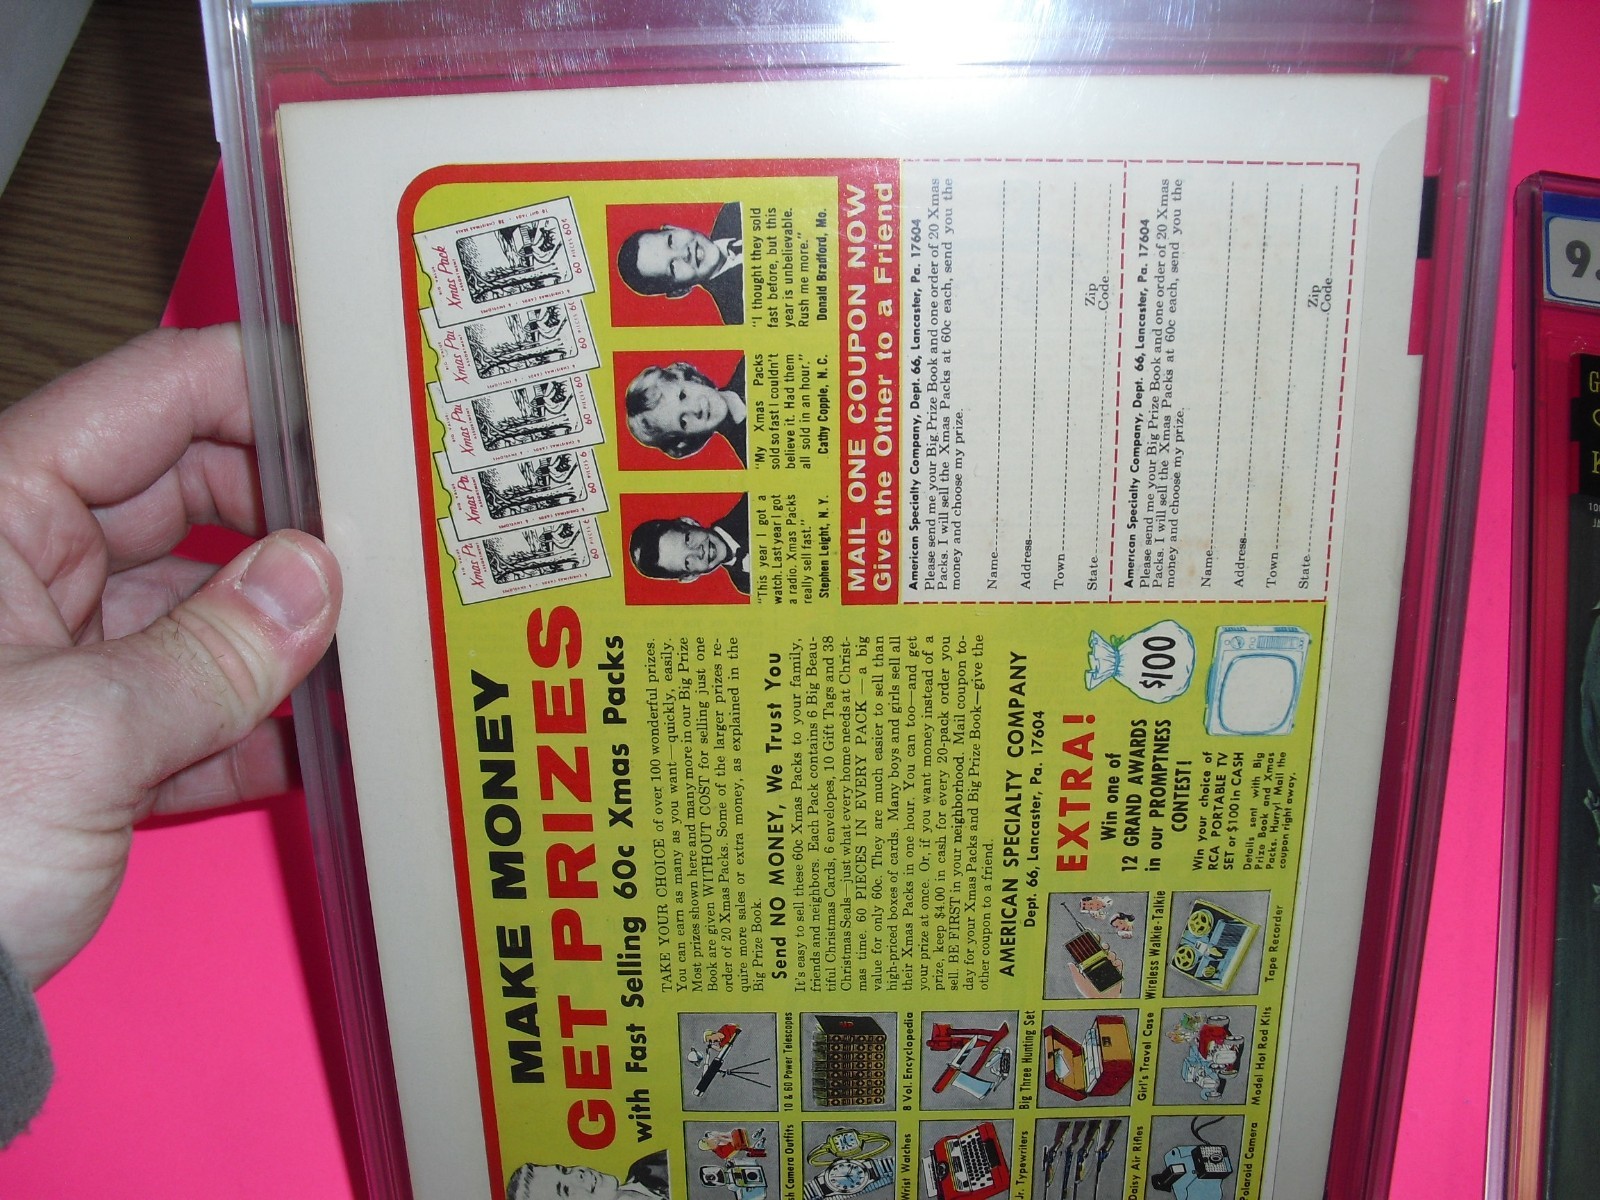 MAKE MONEY
GET PRIZES
with Fast Selling 60c Xmas Packs
TAKE YOUR CHOICE of over 100 wonderful prizes.
You can earn as many as you want—quickly, easily.
Most prizes shown here and many more in our Big Prize
Book are given WITHOUT COST for selling just one
order of 20 Xmas Packs. Some of the larger prizes re-
quire more sales or extra money, as explained in the
Big Prize Book.
Send NO MONEY, We Trust You
It's easy to sell these 60c Xmas Packs to your family,
friends and neighbors. Each Pack contains 6 Big Beau-
tiful Christmas Cards, 6 envelopes, 10 Gift Tags and 38
Christmas Seals—just what every home needs at Christ-
mas time. 60 PIECES IN EVERY PACK — a big
value for only 60c. They are much easier to sell than
high-priced boxes of cards. Many boys and girls sell all
their Xmas Packs in one hour. You can too—and get
your prize at once. Or, if you want money instead of a
prize, keep $4.00 in cash for every 20-pack order you
sell. BE FIRST in your neighborhood. Mail coupon to-
day for your Xmas Packs and Big Prize Book—give the
other coupon to a friend.
AMERICAN SPECIALTY COMPANY
Dept. 66, Lancaster, Pa. 17604
EXTRA!
Win one of
12 GRAND AWARDS
in our PROMPTNESS
CONTEST!
Win your choice of
RCA PORTABLE TV
SET or $100 in CASH
Details sent with Big
Prize Book and Xmas
Packs. Hurry! Mail the
coupon right away.
$100
Xmas Pack
60 PIECES 60¢
"This year I got a
watch. Last year I got
a radio. Xmas Packs
really sell fast."
Stephen Leight, N. Y.
"My Xmas Packs
sold so fast I couldn't
believe it. Had them
all sold in an hour."
Cathy Copple, N. C.
"I thought they sold
fast before, but this
year is unbelievable.
Rush me more."
Donald Bradford, Mo.
MAIL ONE COUPON NOW
Give the Other to a Friend
American Specialty Company, Dept. 66, Lancaster, Pa. 17604
Please send me your Big Prize Book and one order of 20 Xmas
Packs. I will sell the Xmas Packs at 60c each, send you the
money and choose my prize.
Name
Address
Town
State
Zip
Code
American Specialty Company, Dept. 66, Lancaster, Pa. 17604
Please send me your Big Prize Book and one order of 20 Xmas
Packs. I will sell the Xmas Packs at 60c each, send you the
money and choose my prize.
Name
Address
Town
State
Zip
Code
Camera Outfits
10 & 60 Power Telescopes
Wrist Watches
8 Vol. Encyclopedia
Jr. Typewriters
Big Three Hunting Set
Daisy Air Rifles
Girl's Travel Case
Wireless Walkie-Talkie
Polaroid Camera
Model Hot Rod Kits
Tape Recorder